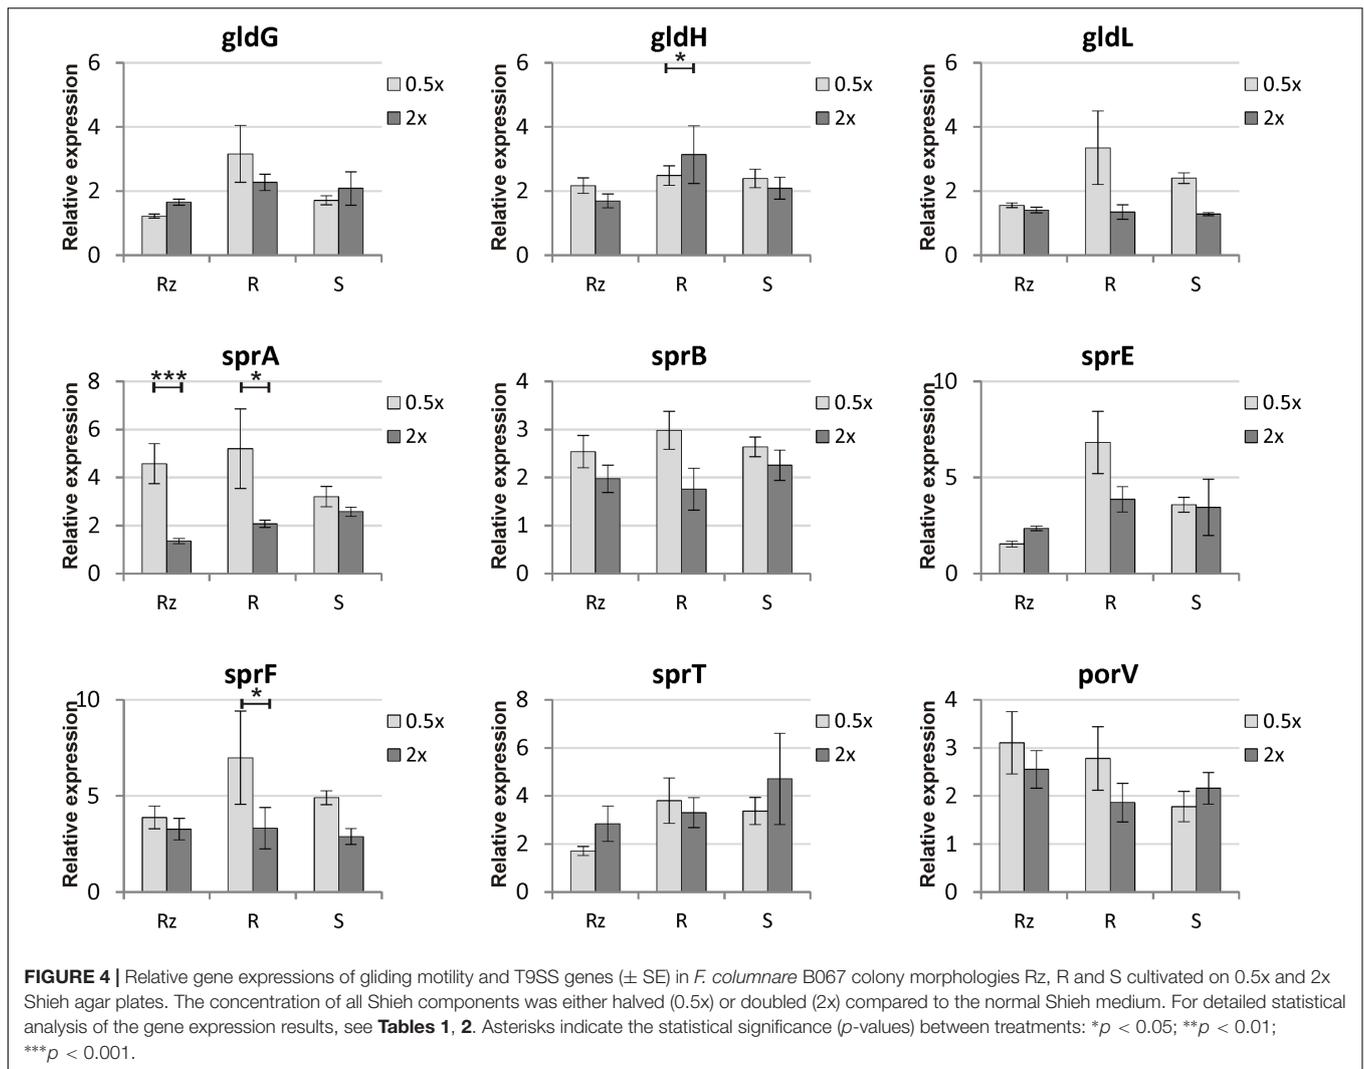 gldG
6
4
2
0
Relative expression
0.5x
2x
Rz R S
gldH
*
6
4
2
0
Relative expression
0.5x
2x
Rz R S
gldL
6
4
2
0
Relative expression
0.5x
2x
Rz R S
sprA
*** *
8
6
4
2
0
Relative expression
0.5x
2x
Rz R S
sprB
4
3
2
1
0
Relative expression
0.5x
2x
Rz R S
sprE
10
5
0
Relative expression
0.5x
2x
Rz R S
sprF
*
10
5
0
Relative expression
0.5x
2x
Rz R S
sprT
8
6
4
2
0
Relative expression
0.5x
2x
Rz R S
porV
4
3
2
1
0
Relative expression
0.5x
2x
Rz R S
FIGURE 4 | Relative gene expressions of gliding motility and T9SS genes (± SE) in F. columnare B067 colony morphologies Rz, R and S cultivated on 0.5x and 2x
Shieh agar plates. The concentration of all Shieh components was either halved (0.5x) or doubled (2x) compared to the normal Shieh medium. For detailed statistical
analysis of the gene expression results, see Tables 1, 2. Asterisks indicate the statistical significance (p-values) between treatments: *p < 0.05; **p < 0.01;
***p < 0.001.